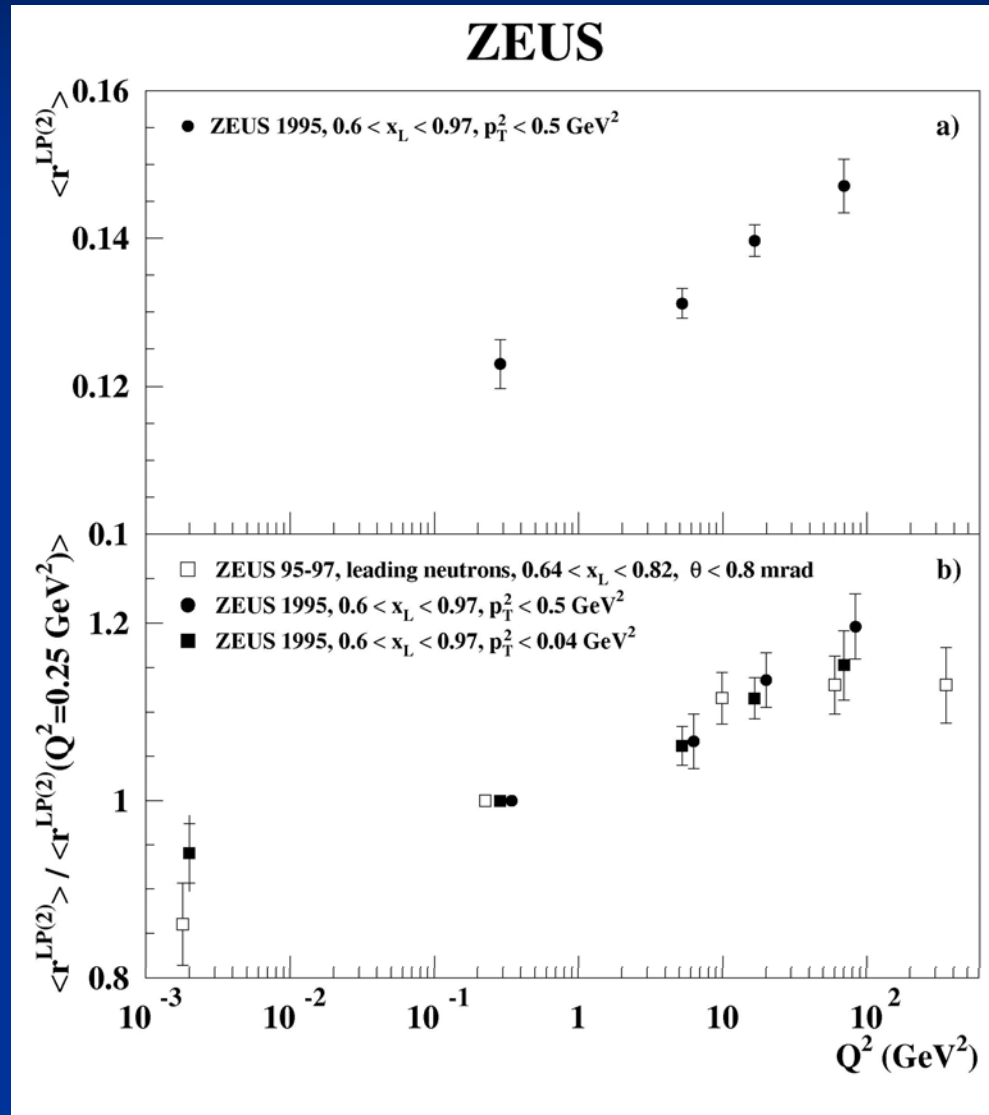 ZEUS
<r^LP(2)>
0.16
0.14
0.12
0.1
ZEUS 1995, 0.6 < x_L < 0.97, p_T^2 < 0.5 GeV^2
a)
<r^LP(2)> / <r^LP(2)(Q^2=0.25 GeV^2)>
1.2
1
0.8
ZEUS 95-97, leading neutrons, 0.64 < x_L < 0.82, θ < 0.8 mrad
b)
ZEUS 1995, 0.6 < x_L < 0.97, p_T^2 < 0.5 GeV^2
ZEUS 1995, 0.6 < x_L < 0.97, p_T^2 < 0.04 GeV^2
10^-3 10^-2 10^-1 1 10 10^2
Q^2 (GeV^2)